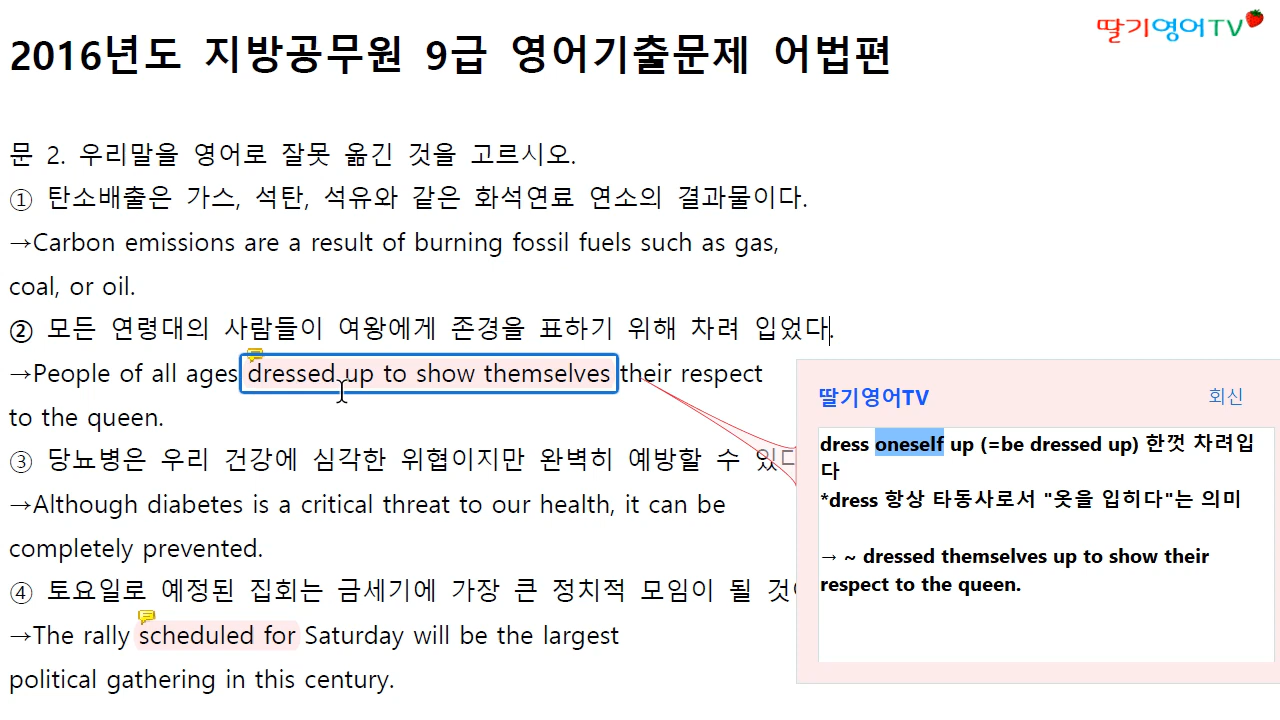 딸기영어TV
2016년도 지방공무원 9급 영어기출문제 어법편
문 2. 우리말을 영어로 잘못 옮긴 것을 고르시오.
① 탄소배출은 가스, 석탄, 석유와 같은 화석연료 연소의 결과물이다.
→Carbon emissions are a result of burning fossil fuels such as gas,
coal, or oil.
② 모든 연령대의 사람들이 여왕에게 존경을 표하기 위해 차려 입었다.
→People of all ages dressed up to show themselves their respect
to the queen.
③ 당뇨병은 우리 건강에 심각한 위협이지만 완벽히 예방할 수 있다
→Although diabetes is a critical threat to our health, it can be
completely prevented.
④ 토요일로 예정된 집회는 금세기에 가장 큰 정치적 모임이 될 것
→The rally scheduled for Saturday will be the largest
political gathering in this century.
딸기영어TV 회신
dress oneself up (=be dressed up) 한껏 차려입
다
*dress 항상 타동사로서 "옷을 입히다"는 의미
→ ~ dressed themselves up to show their
respect to the queen.